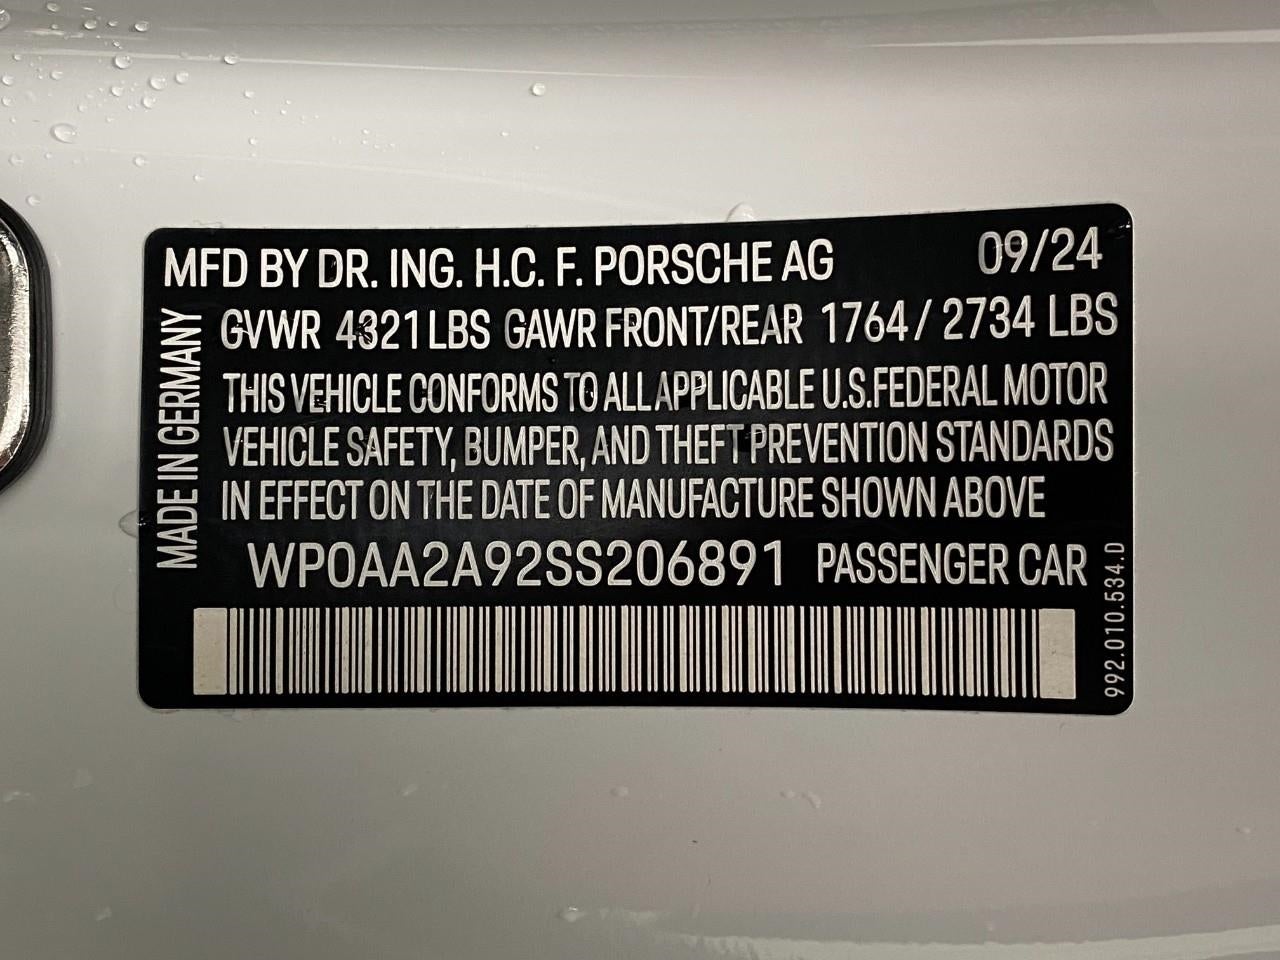 MFD BY DR. ING. H.C. F. PORSCHE AG 09/24
GVWR 4321 LBS GAWR FRONT/REAR 1764 / 2734 LBS
THIS VEHICLE CONFORMS TO ALL APPLICABLE U.S.FEDERAL MOTOR
VEHICLE SAFETY, BUMPER, AND THEFT PREVENTION STANDARDS
IN EFFECT ON THE DATE OF MANUFACTURE SHOWN ABOVE
WP0AA2A92SS206891 PASSENGER CAR
MADE IN GERMANY
992.010.534.D